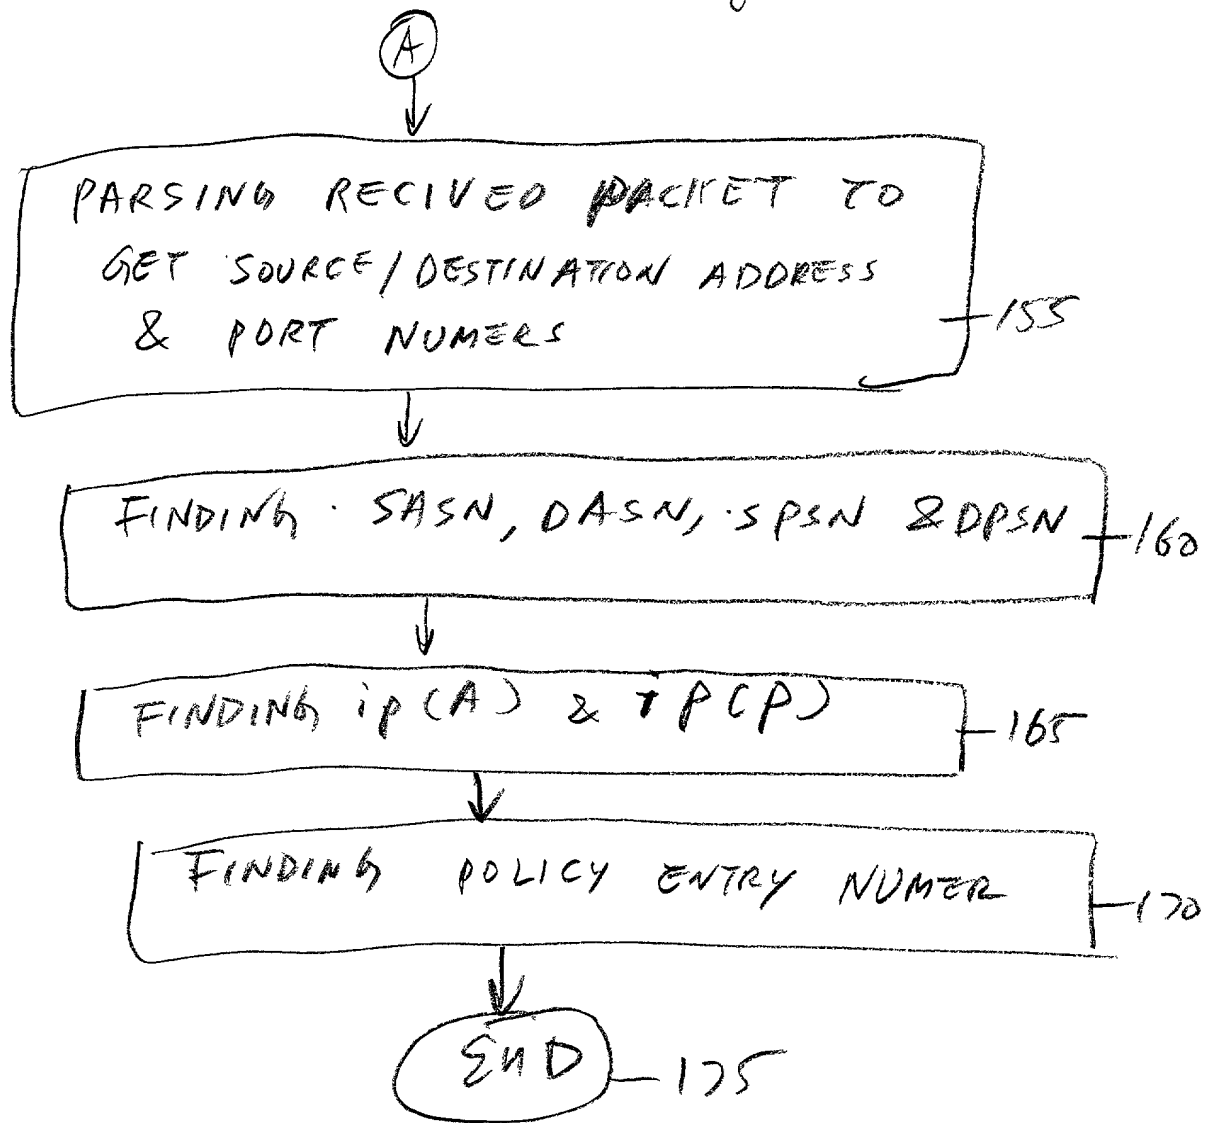 A
PARSING RECIVED PACKET TO
GET SOURCE/DESTINATION ADDRESS
& PORT NUMERS
155
FINDING SASN, DASN, SPSN & DPSN
160
FINDING ip(A) & ip(p)
165
FINDING POLICY ENTRY NUMER
170
END
175